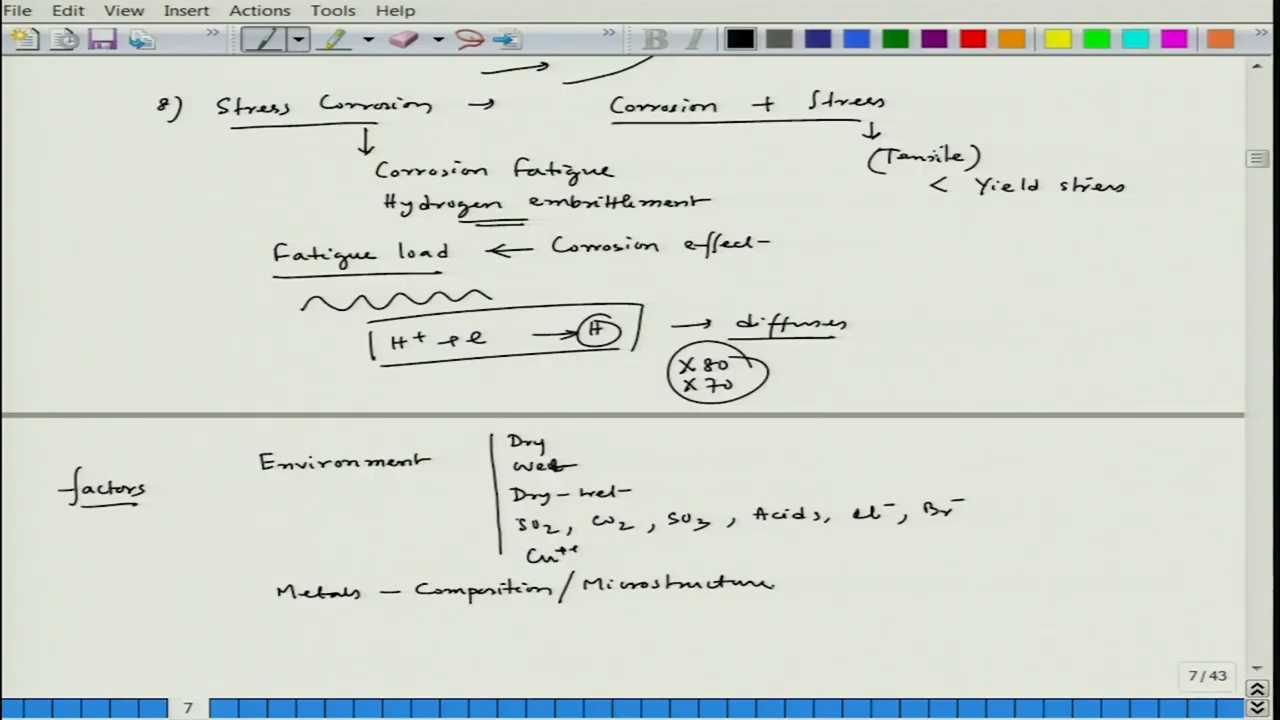 File Edit View Insert Actions Tools Help
B I
8) Stress Corrosion → Corrosion + Stress
(Tensile)
Corrosion Fatigue
< Yield stress
Hydrogen embrittlement
Fatigue load ← Corrosion effect
H+ + e → H → diffuses
X 80
X 70
Dry
Environment
Wet
factors
Dry-wet
SO2, CO2, SO3, Acids, Cl-, Br-
Cu++
Metals - Composition/Microstructure
7/43
7